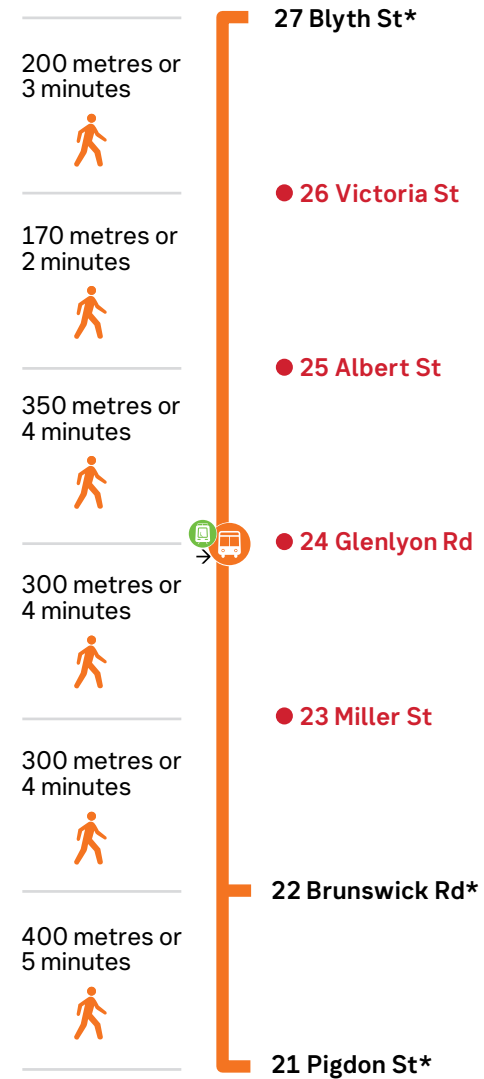 27 Blyth St*
200 metres or
3 minutes
26 Victoria St
170 metres or
2 minutes
25 Albert St
350 metres or
4 minutes
24 Glenlyon Rd
300 metres or
4 minutes
23 Miller St
300 metres or
4 minutes
22 Brunswick Rd*
400 metres or
5 minutes
21 Pigdon St*